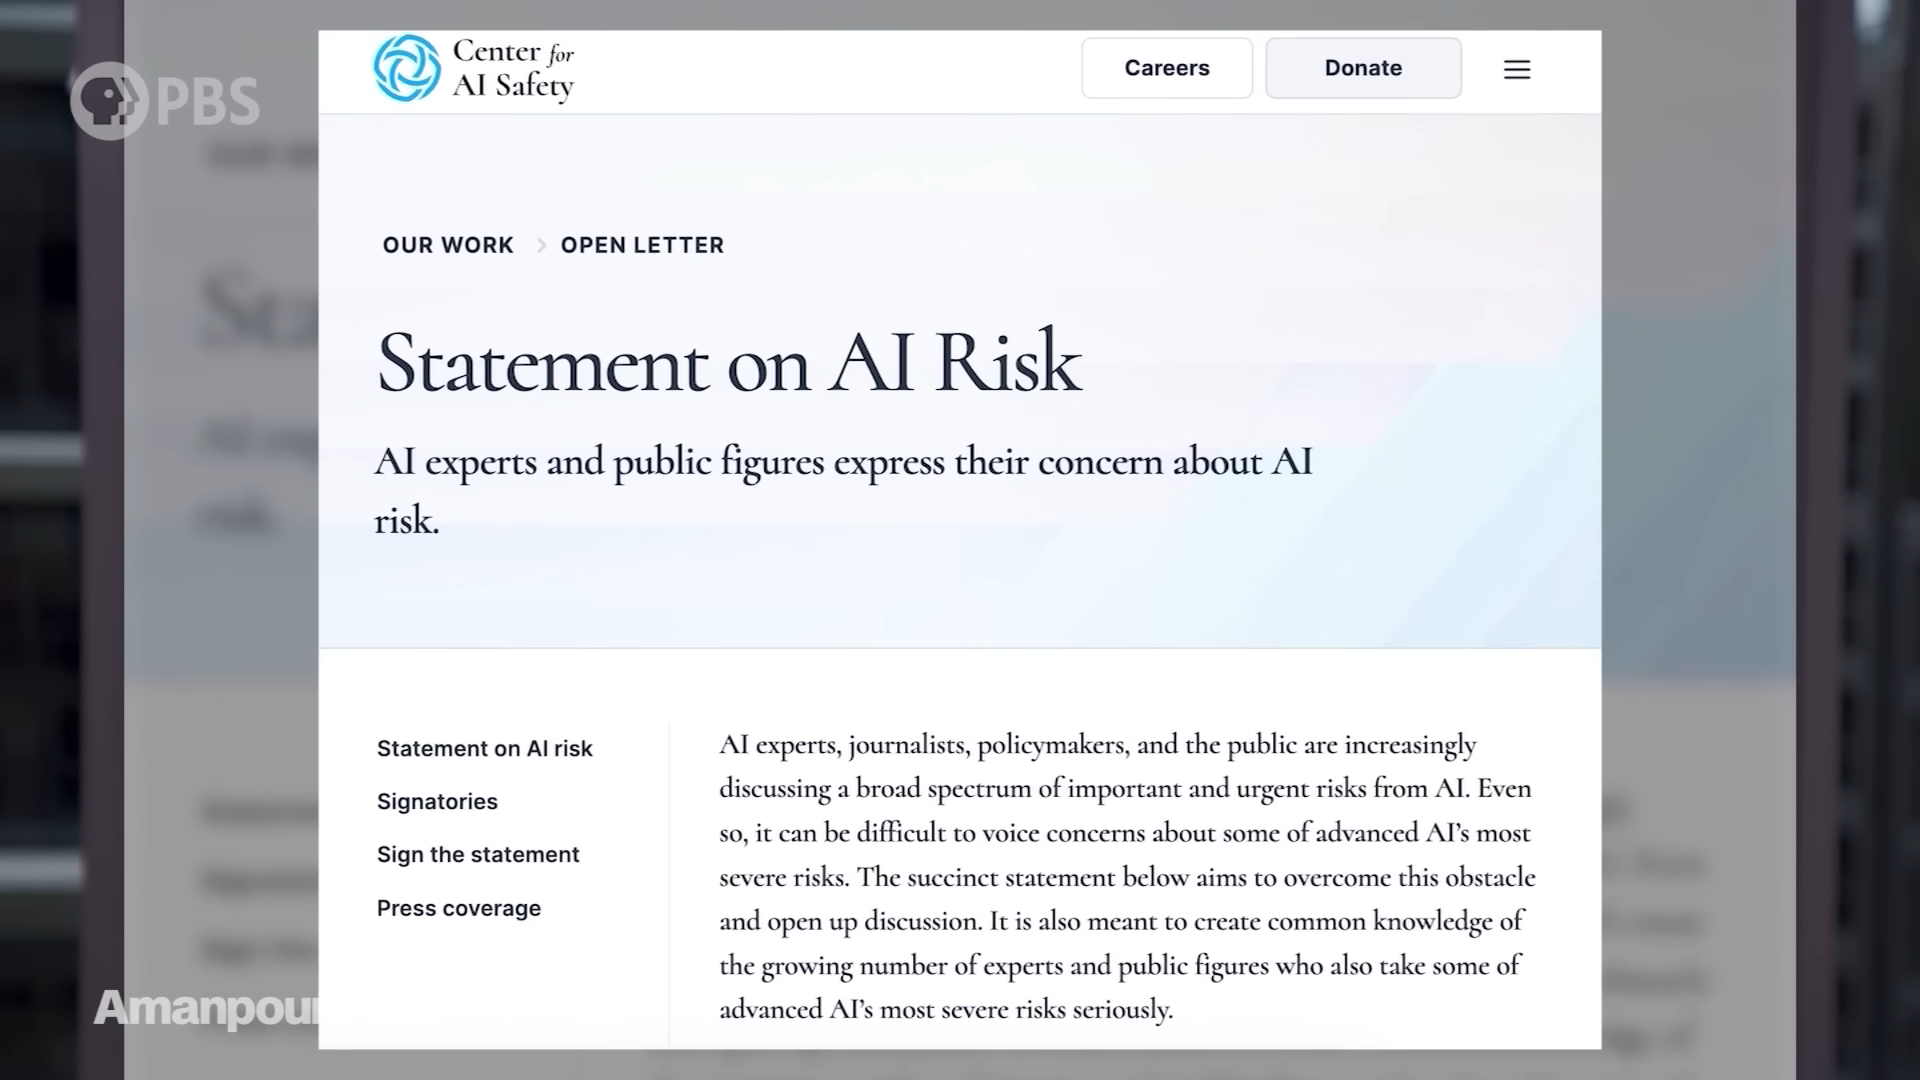 PBS
Center for
AI Safety
Careers
Donate
OUR WORK > OPEN LETTER
Statement on AI Risk
AI experts and public figures express their concern about AI
risk.
Statement on AI risk
Signatories
Sign the statement
Press coverage
AI experts, journalists, policymakers, and the public are increasingly
discussing a broad spectrum of important and urgent risks from AI. Even
so, it can be difficult to voice concerns about some of advanced AI's most
severe risks. The succinct statement below aims to overcome this obstacle
and open up discussion. It is also meant to create common knowledge of
the growing number of experts and public figures who also take some of
advanced AI's most severe risks seriously.
Amanpour